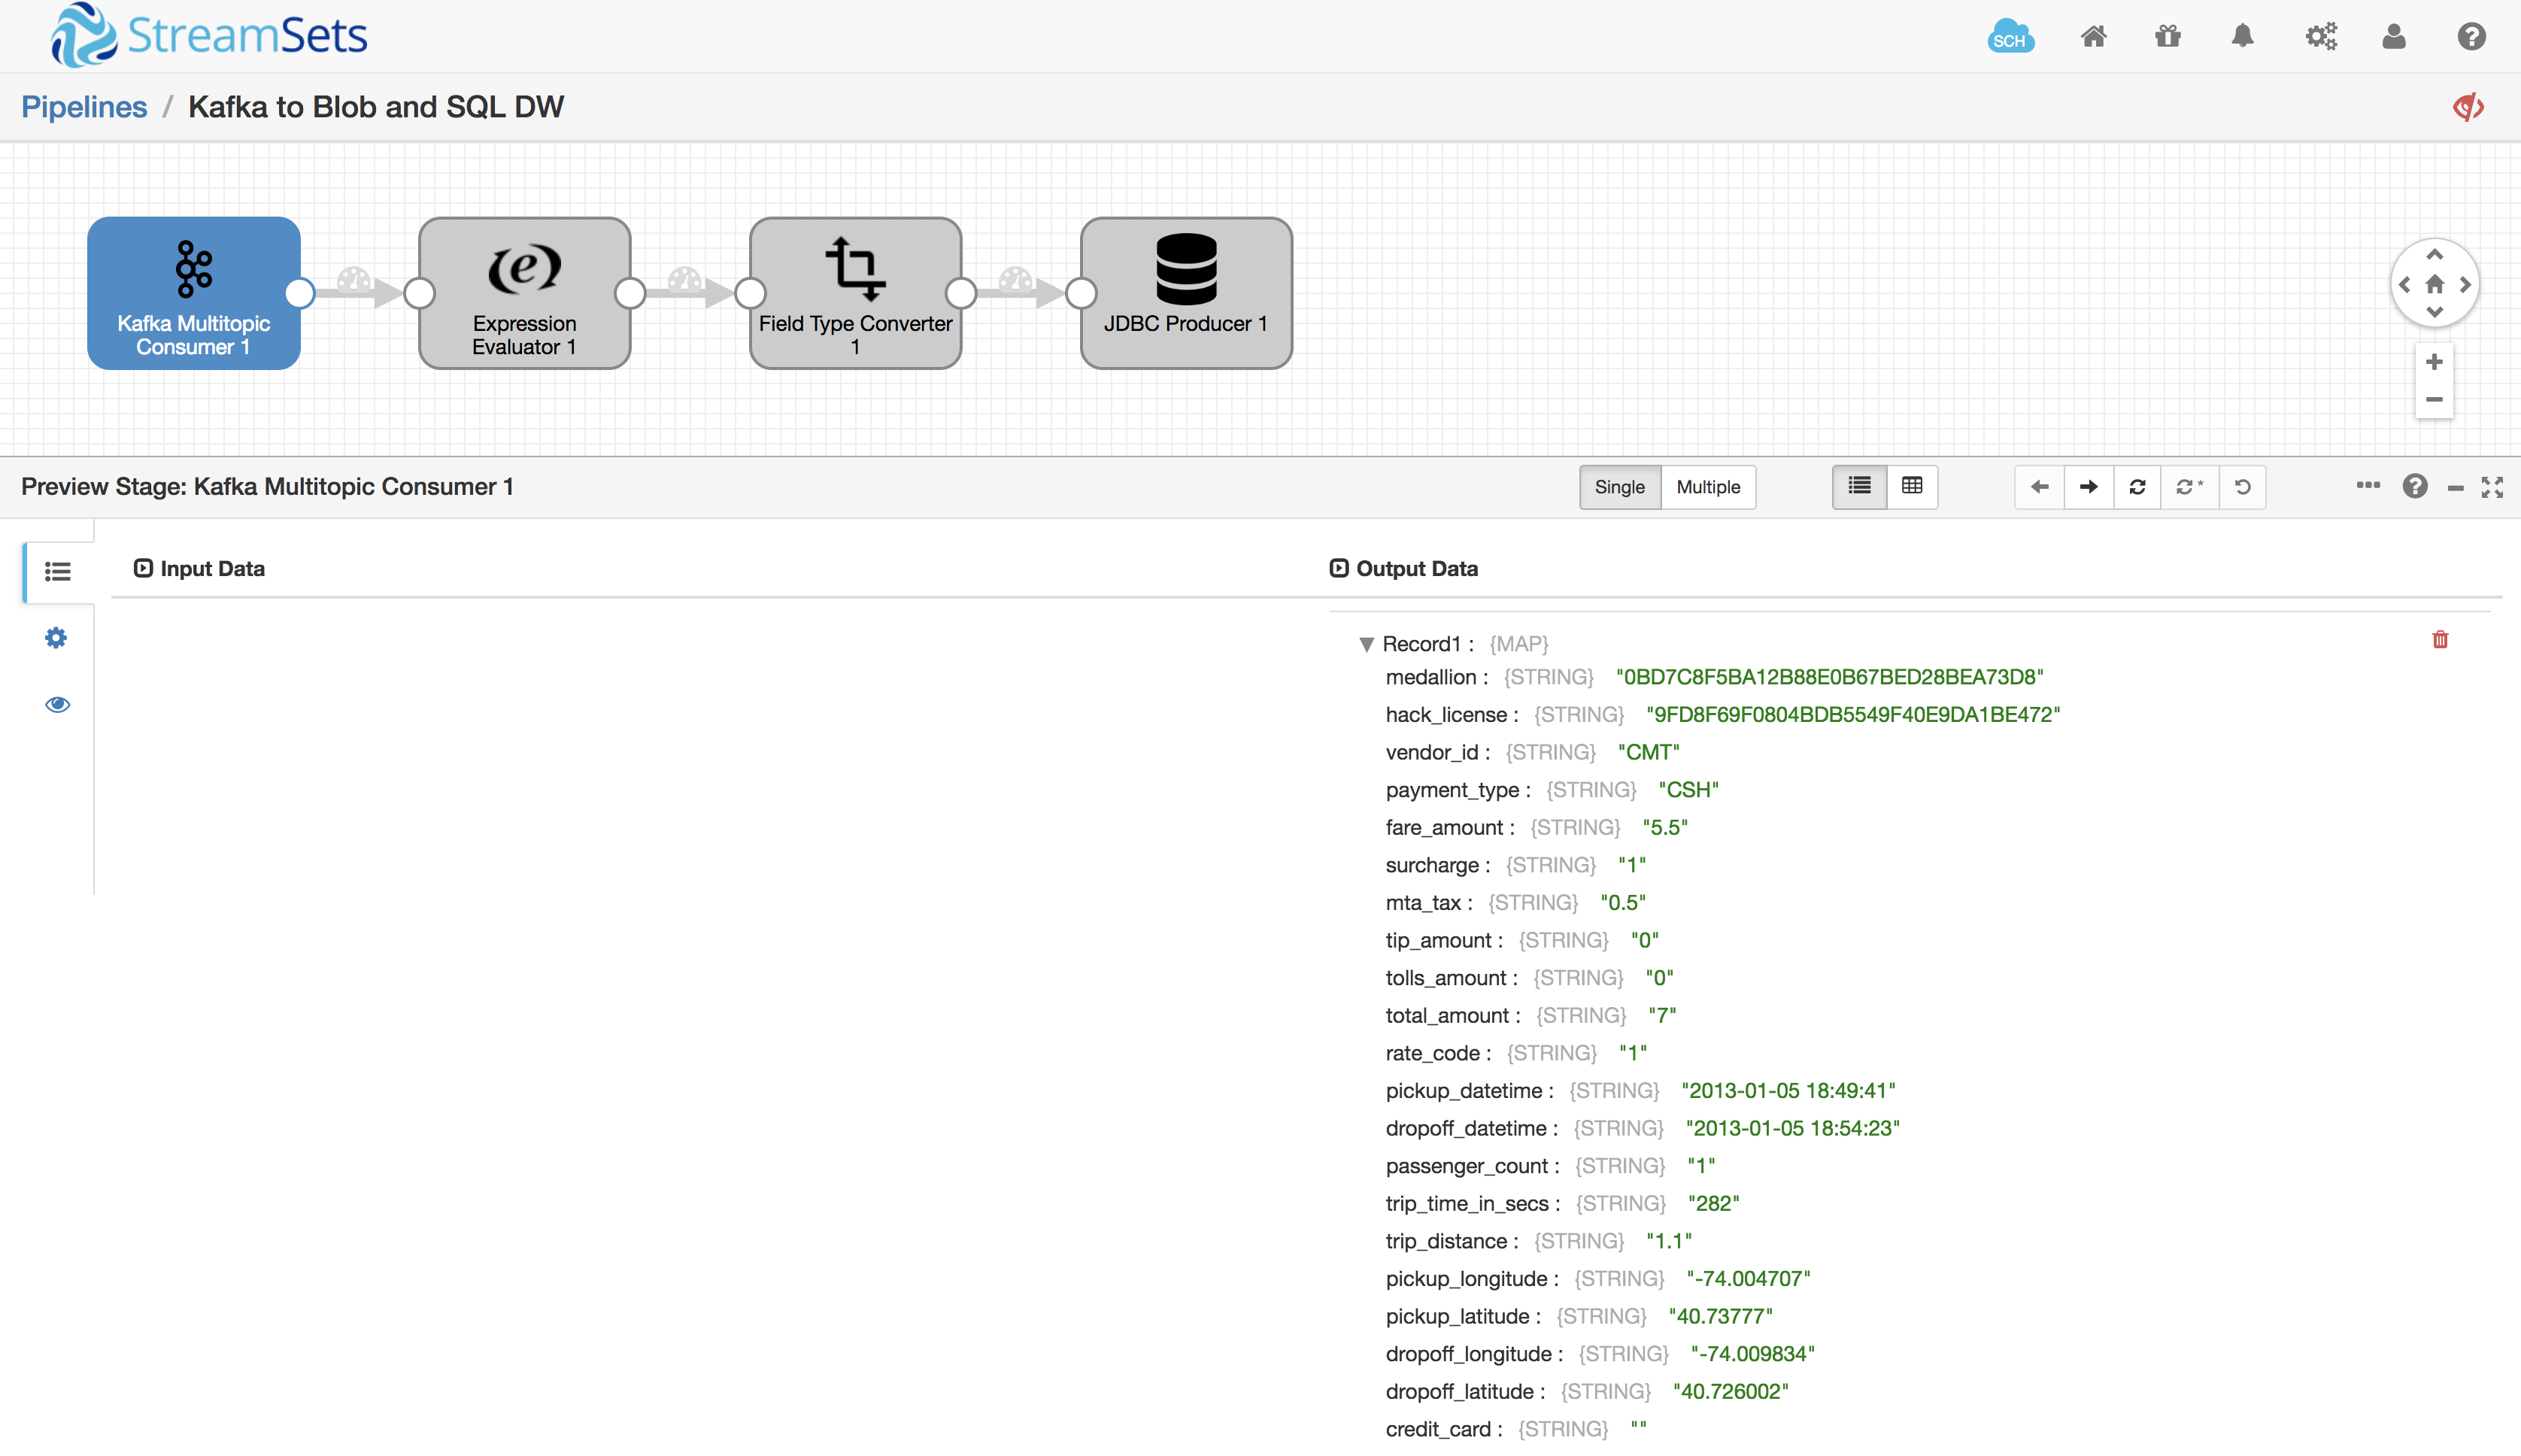 StreamSets
SCH
Pipelines / Kafka to Blob and SQL DW
Kafka Multitopic
Consumer 1
Expression
Evaluator 1
Field Type Converter
1
JDBC Producer 1
Preview Stage: Kafka Multitopic Consumer 1
Single Multiple
Input Data
Output Data
Record1 : {MAP}
medallion : {STRING} "0BD7C8F5BA12B88E0B67BED28BEA73D8"
hack_license : {STRING} "9FD8F69F0804BDB5549F40E9DA1BE472"
vendor_id : {STRING} "CMT"
payment_type : {STRING} "CSH"
fare_amount : {STRING} "5.5"
surcharge : {STRING} "1"
mta_tax : {STRING} "0.5"
tip_amount : {STRING} "0"
tolls_amount : {STRING} "0"
total_amount : {STRING} "7"
rate_code : {STRING} "1"
pickup_datetime : {STRING} "2013-01-05 18:49:41"
dropoff_datetime : {STRING} "2013-01-05 18:54:23"
passenger_count : {STRING} "1"
trip_time_in_secs : {STRING} "282"
trip_distance : {STRING} "1.1"
pickup_longitude : {STRING} "-74.004707"
pickup_latitude : {STRING} "40.73777"
dropoff_longitude : {STRING} "-74.009834"
dropoff_latitude : {STRING} "40.726002"
credit_card : {STRING} ""